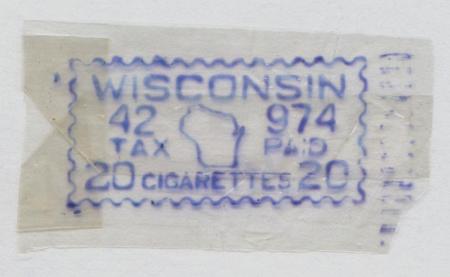 WISCONSIN
42 974
TAX PAID
20 CIGARETTES 20